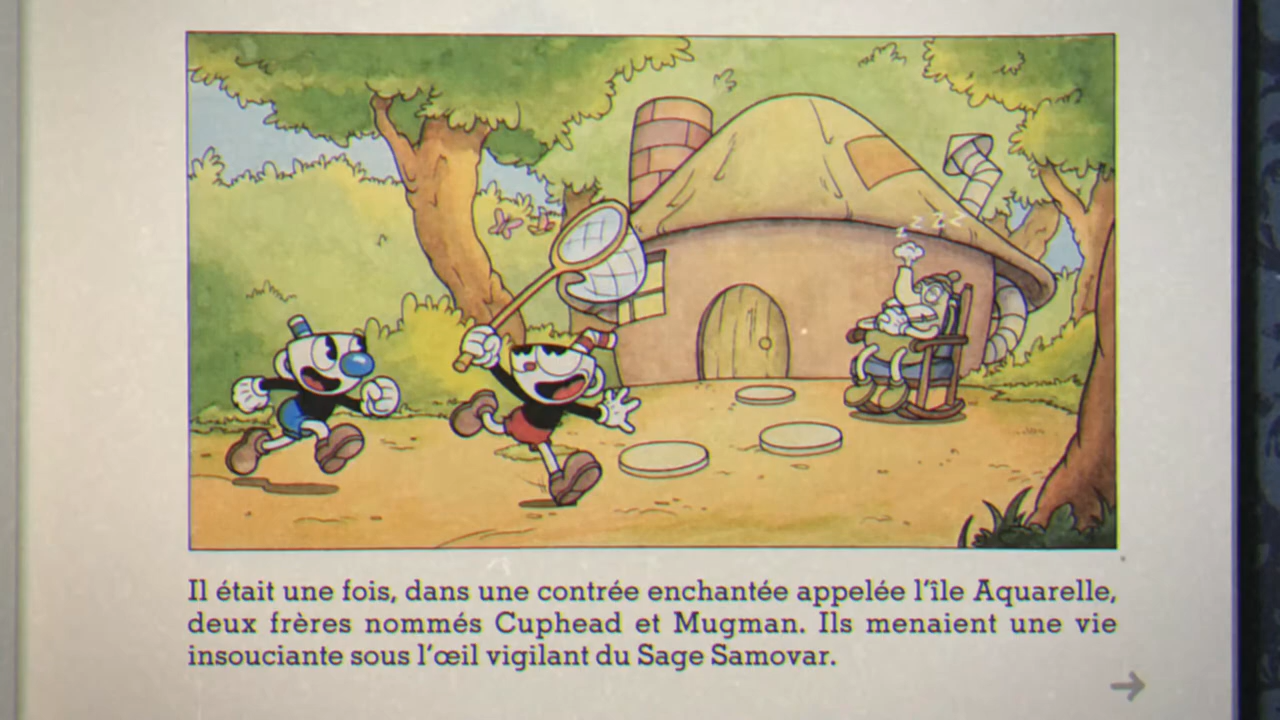 z z z z
Il était une fois, dans une contrée enchantée appelée l'île Aquarelle,
deux frères nommés Cuphead et Mugman. Ils menaient une vie
insouciante sous l'œil vigilant du Sage Samovar.